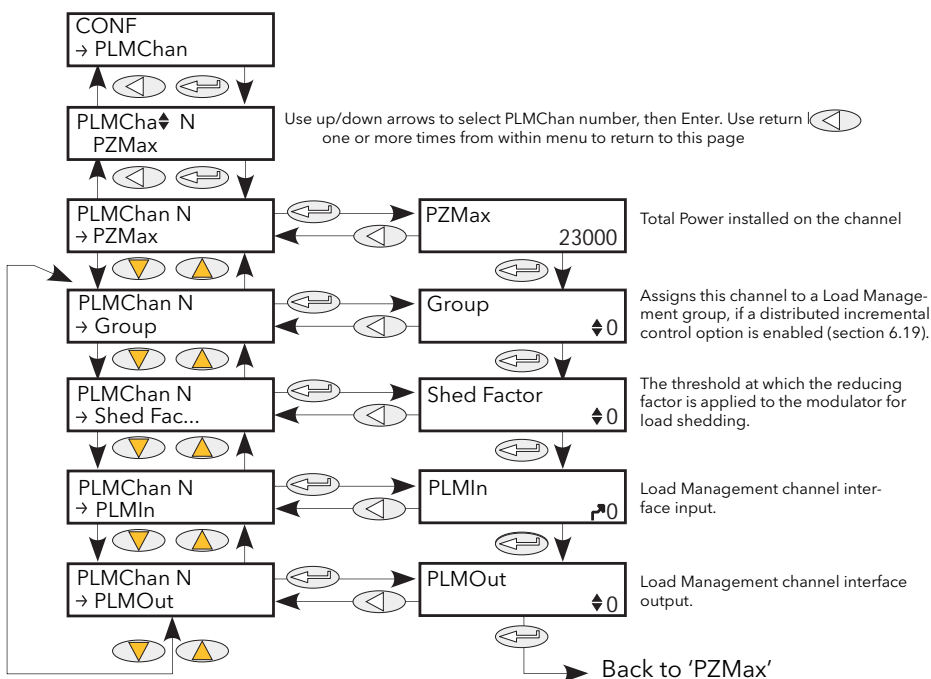 CONF
→ PLMChan
PLMCha♦ N
PZMax
Use up/down arrows to select PLMChan number, then Enter. Use return
one or more times from within menu to return to this page
PLMChan N
→ PZMax
PZMax
23000
Total Power installed on the channel
PLMChan N
→ Group
Group
♦0
Assigns this channel to a Load Manage-
ment group, if a distributed incremental
control option is enabled (section 6.19).
PLMChan N
→ Shed Fac...
Shed Factor
♦0
The threshold at which the reducing
factor is applied to the modulator for
load shedding.
PLMChan N
→ PLMIn
PLMIn
0
Load Management channel inter-
face input.
PLMChan N
→ PLMOut
PLMOut
♦0
Load Management channel interface
output.
Back to ‘PZMax’